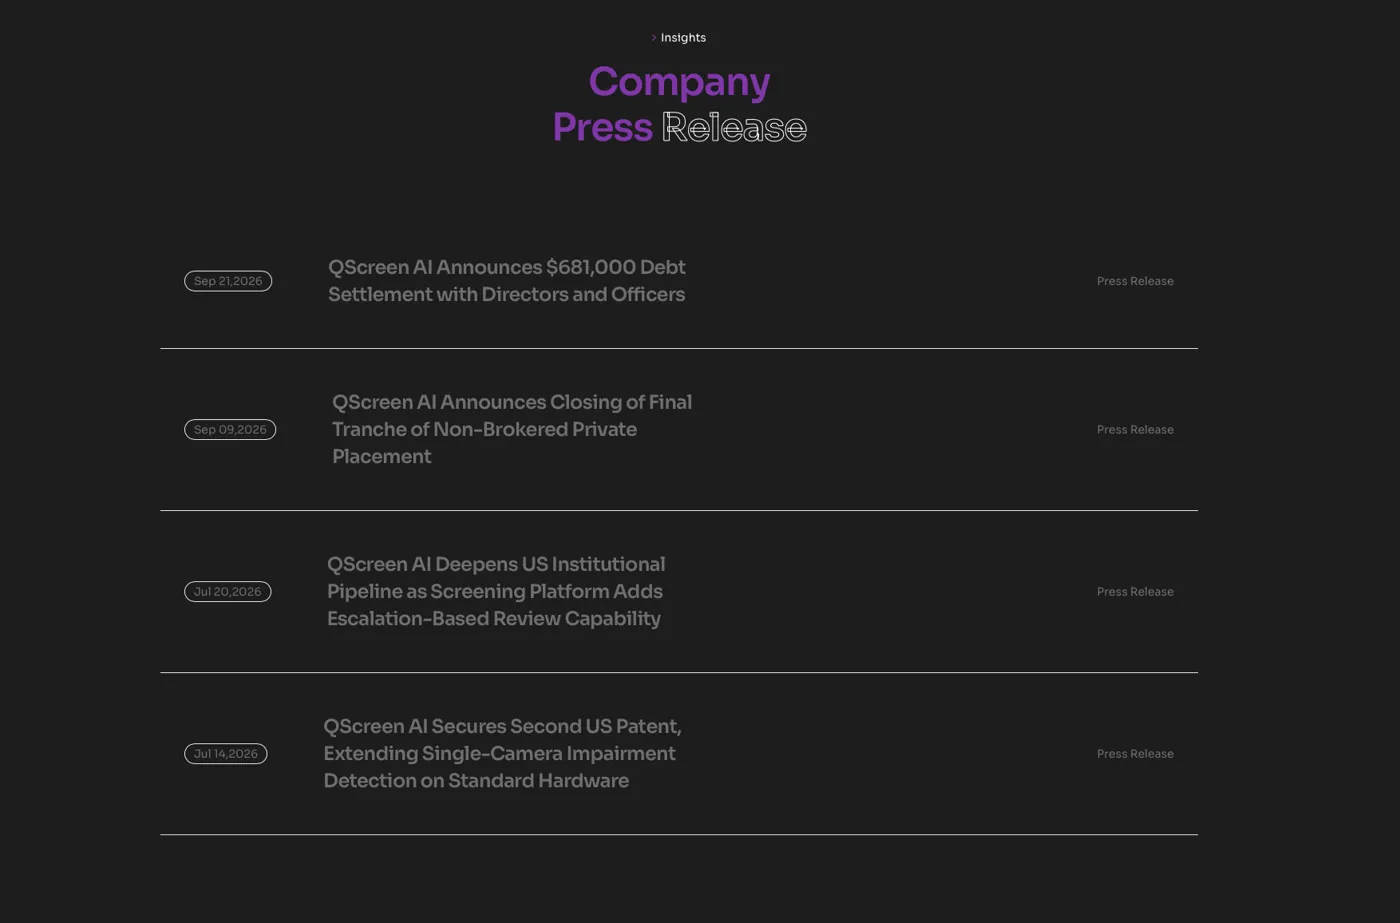 Insights
Company
Press Release
Sep 21,2026
QScreen AI Announces $681,000 Debt
Settlement with Directors and Officers
Press Release
Sep 09,2026
QScreen AI Announces Closing of Final
Tranche of Non-Brokered Private
Placement
Press Release
Jul 20,2026
QScreen AI Deepens US Institutional
Pipeline as Screening Platform Adds
Escalation-Based Review Capability
Press Release
Jul 14,2026
QScreen AI Secures Second US Patent,
Extending Single-Camera Impairment
Detection on Standard Hardware
Press Release